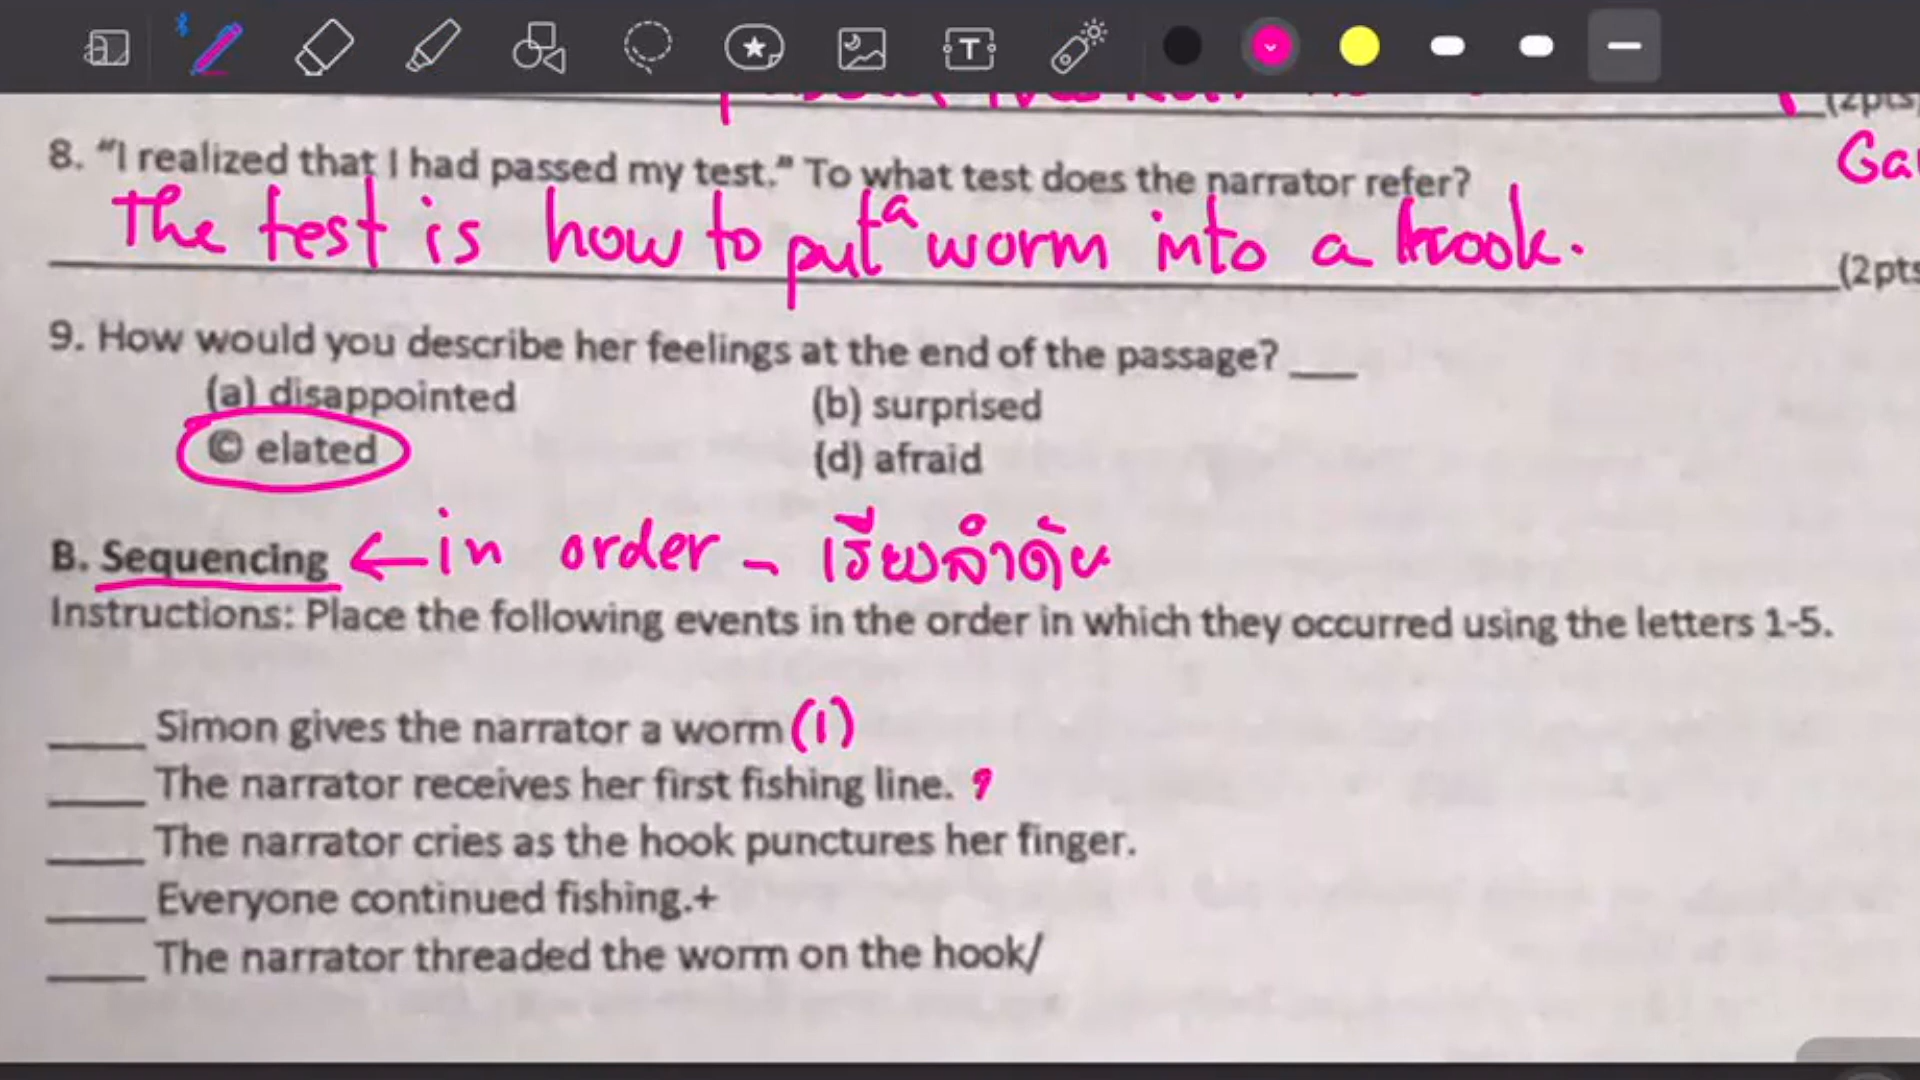 (2pts
8. "I realized that I had passed my test." To what test does the narrator refer?
Ga
The test is how to put a worm into a hook.
(2pts
9. How would you describe her feelings at the end of the passage? ___
(a) disappointed (b) surprised
© elated (d) afraid
B. Sequencing ← in order - เรียงลำดับ
Instructions: Place the following events in the order in which they occurred using the letters 1-5.
____ Simon gives the narrator a worm (1)
____ The narrator receives her first fishing line.
____ The narrator cries as the hook punctures her finger.
____ Everyone continued fishing.+
____ The narrator threaded the worm on the hook/